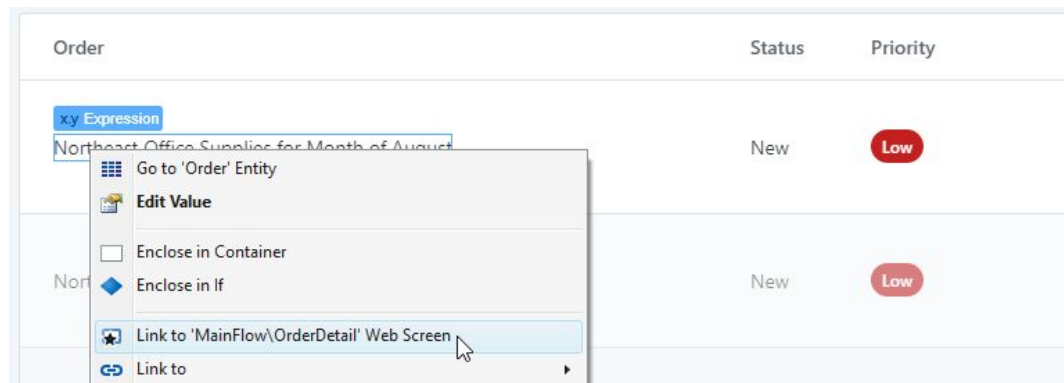 Order Status Priority
x.y Expression
Northeast Office Supplies for Month of August New Low
Go to 'Order' Entity
Edit Value
Enclose in Container
Enclose in If
New Low
Link to 'MainFlow\OrderDetail' Web Screen
Link to